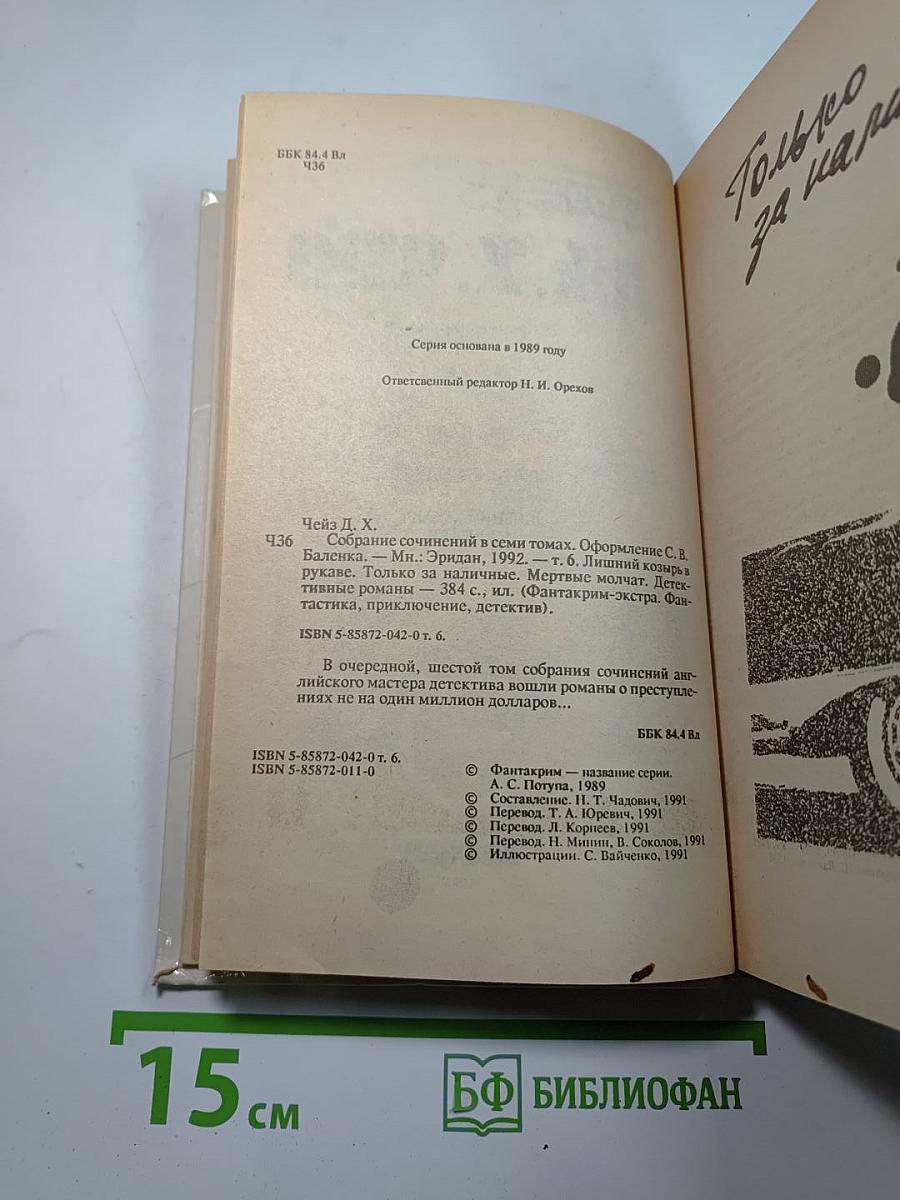 ББК 84.4 Вл
Ч36
Серия основана в 1989 году
Ответсвенный редактор Н. И. Орехов
Чейз Д. Х.
Ч36 Собрание сочинений в семи томах. Оформление С. В.
Баленка. — Мн.: Эридан, 1992. — т. 6. Лишний козырь в
рукаве. Только за наличные. Мертвые молчат. Детек-
тивные романы — 384 с., ил. (Фантакрим-экстра. Фан-
тастика, приключение, детектив).
ISBN 5-85872-042-0 т. 6.
В очередной, шестой том собрания сочинений анг-
лийского мастера детектива вошли романы о преступле-
ниях не на один миллион долларов...
ББК 84.4 Вл
ISBN 5-85872-042-0 т. 6.
ISBN 5-85872-011-0
© Фантакрим — название серии.
А. С. Потупа, 1989
© Составление. Н. Т. Чадович, 1991
© Перевод. Т. А. Юревич, 1991
© Перевод. Л. Корнеев, 1991
© Перевод. Н. Минин, В. Соколов, 1991
© Иллюстрации. С. Вайченко, 1991
Только
за
15 см
БФ БИБЛИОФАН